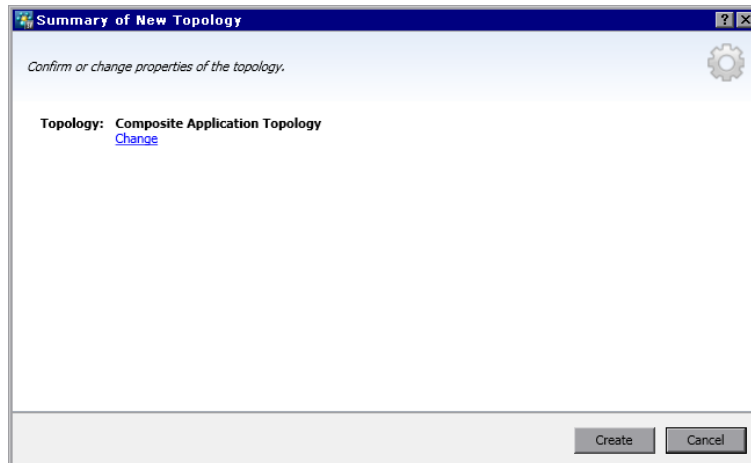 Summary of New Topology
Confirm or change properties of the topology.
Topology: Composite Application Topology
Change
Create Cancel